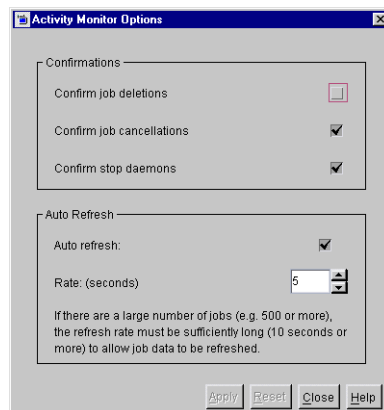 Activity Monitor Options
Confirmations
Confirm job deletions
Confirm job cancellations
Confirm stop daemons
Auto Refresh
Auto refresh:
Rate: (seconds) 5
If there are a large number of jobs (e.g. 500 or more),
the refresh rate must be sufficiently long (10 seconds or
more) to allow job data to be refreshed.
Apply Reset Close Help